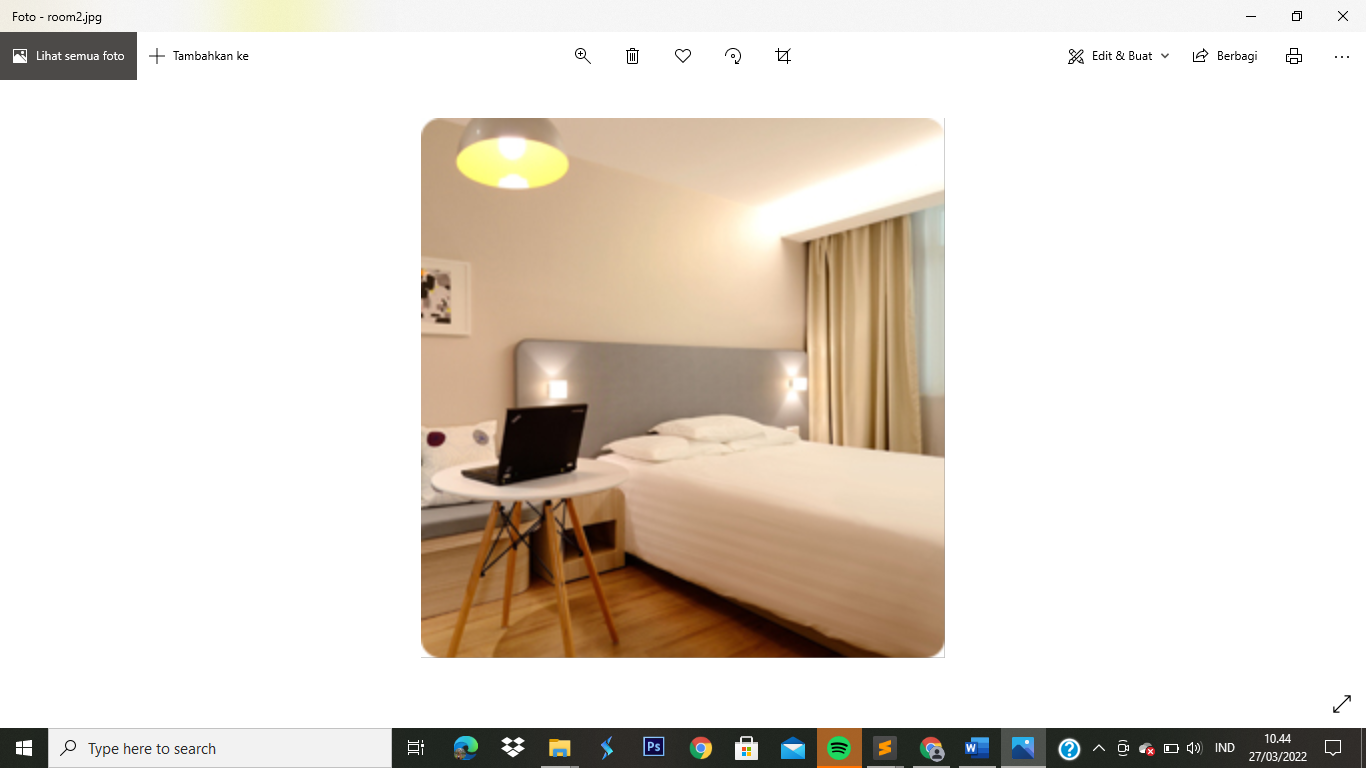 Foto - room2.jpg
Lihat semua foto
Tambahkan ke
Edit & Buat
Berbagi
Type here to search
Ps
W
IND
10.44
27/03/2022